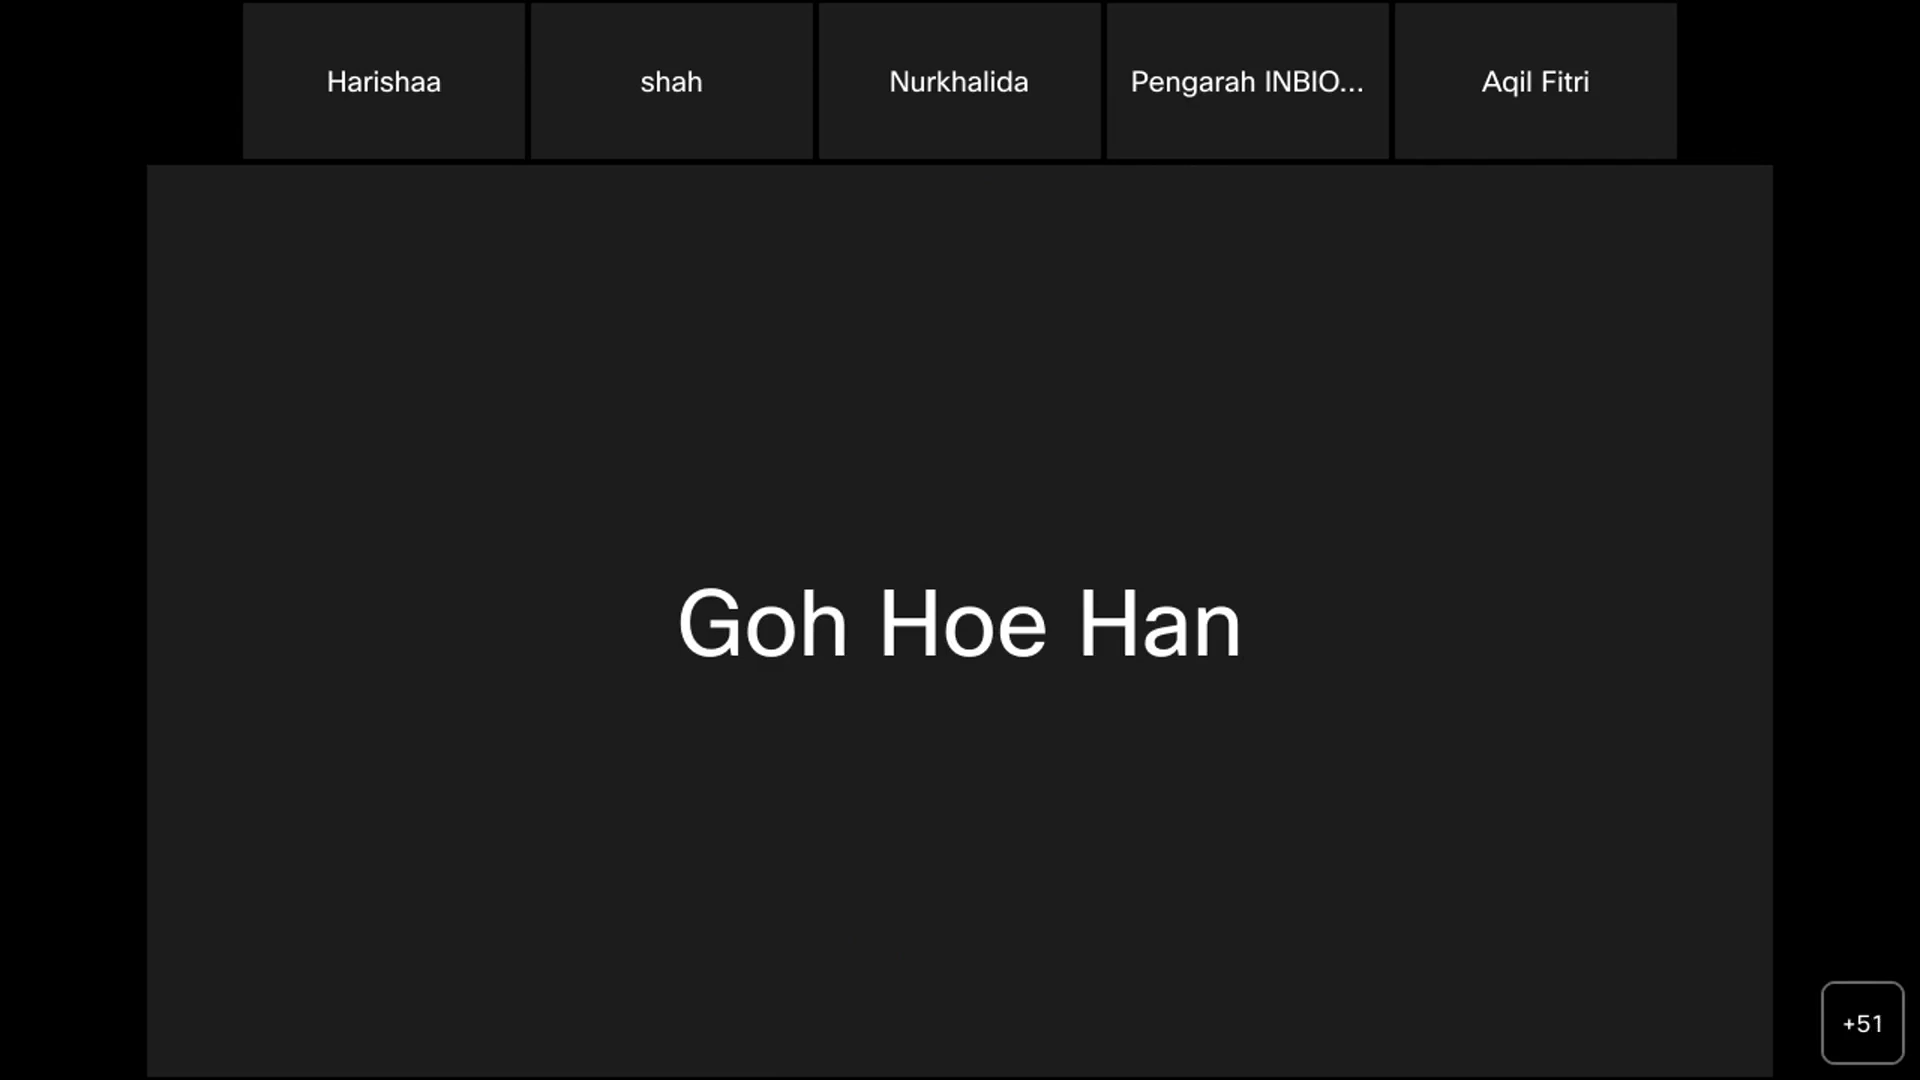 Harishaa
shah
Nurkhalida
Pengarah INBIO...
Aqil Fitri
Goh Hoe Han
+51